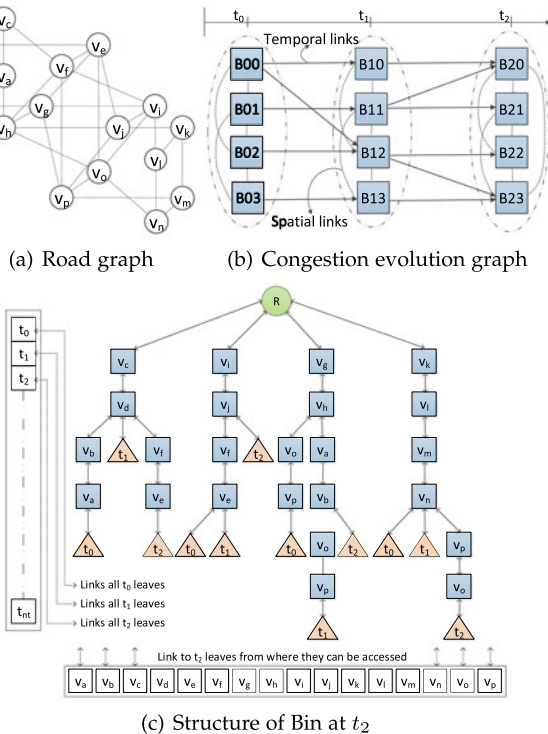 t0 t1 t2
Temporal links
B00 B10 B20
B01 B11 B21
B02 B12 B22
B03 B13 B23
Spatial links
vc
ve
vf
va
vg vi
vh vj vk
vl
vo
vp vm
vn
(a) Road graph
(b) Congestion evolution graph
R
t0
t1
t2
tnt
vc vi vg vk
vd vj vh vl
vb t1 vf vf t2 vo va vm
va ve ve vp vb vn
t0 t2 t0 t1 t0 vo t2 t0 t1 vp
vp vo
t1 t2
Links all t0 leaves
Links all t1 leaves
Links all t2 leaves
Link to t2 leaves from where they can be accessed
va vb vc vd ve vf vg vh vi vj vk vl vm vn vo vp
(c) Structure of Bin at t2